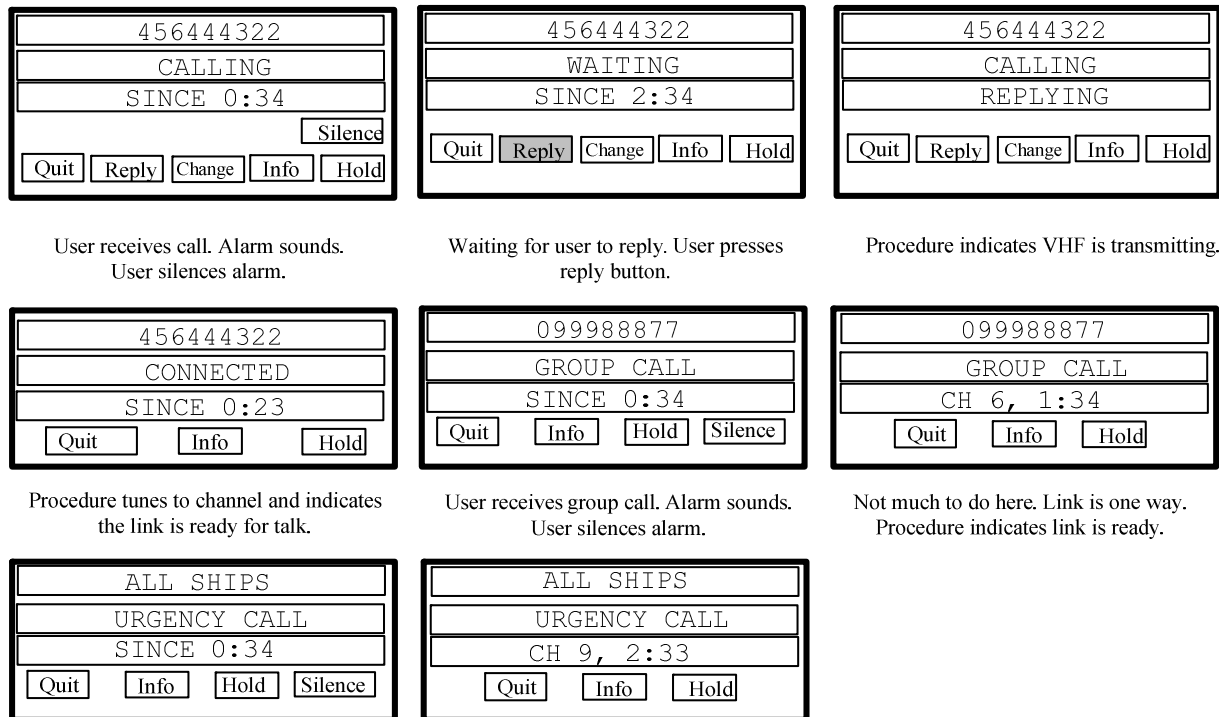 456444322
CALLING
SINCE 0:34
Silence
Quit Reply Change Info Hold
User receives call. Alarm sounds.
User silences alarm.
456444322
WAITING
SINCE 2:34
Quit Reply Change Info Hold
Waiting for user to reply. User presses
reply button.
456444322
CALLING
REPLYING
Quit Reply Change Info Hold
Procedure indicates VHF is transmitting.
456444322
CONNECTED
SINCE 0:23
Quit Info Hold
Procedure tunes to channel and indicates
the link is ready for talk.
099988877
GROUP CALL
SINCE 0:34
Quit Info Hold Silence
User receives group call. Alarm sounds.
User silences alarm.
099988877
GROUP CALL
CH 6, 1:34
Quit Info Hold
Not much to do here. Link is one way.
Procedure indicates link is ready.
ALL SHIPS
URGENCY CALL
SINCE 0:34
Quit Info Hold Silence
ALL SHIPS
URGENCY CALL
CH 9, 2:33
Quit Info Hold